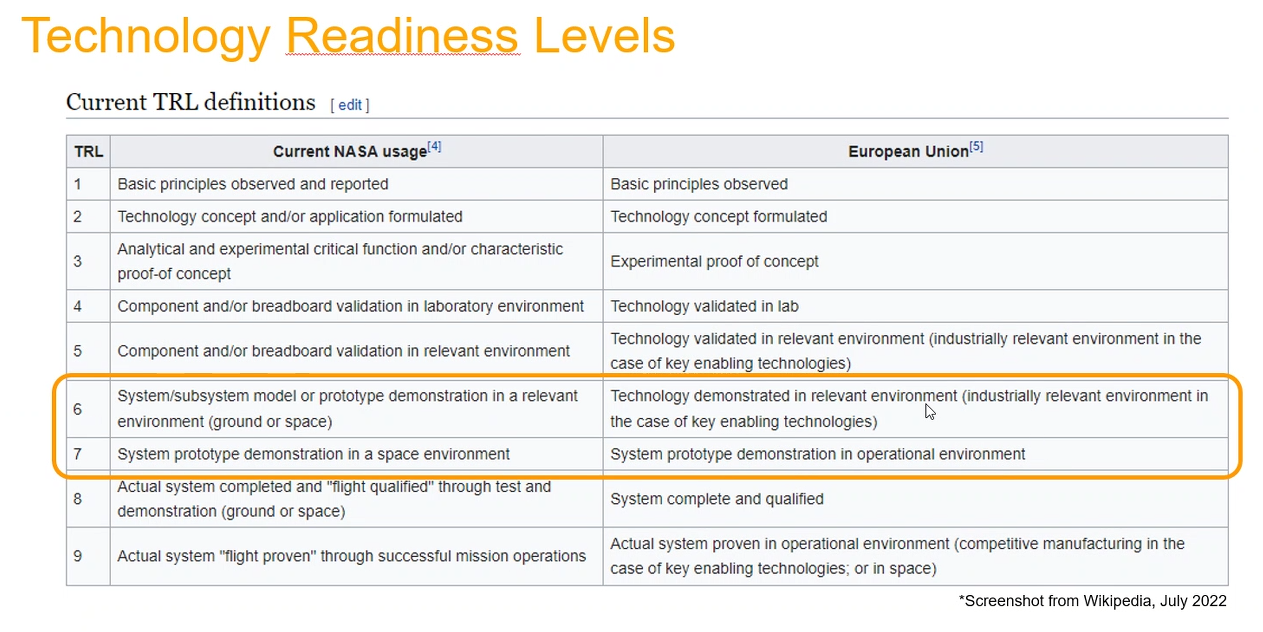 Technology Readiness Levels
Current TRL definitions [ edit ]
TRL Current NASA usage[4] European Union[5]
1 Basic principles observed and reported Basic principles observed
2 Technology concept and/or application formulated Technology concept formulated
3 Analytical and experimental critical function and/or characteristic
proof-of concept Experimental proof of concept
4 Component and/or breadboard validation in laboratory environment Technology validated in lab
5 Component and/or breadboard validation in relevant environment Technology validated in relevant environment (industrially relevant environment in the
case of key enabling technologies)
6 System/subsystem model or prototype demonstration in a relevant
environment (ground or space) Technology demonstrated in relevant environment (industrially relevant environment in
the case of key enabling technologies)
7 System prototype demonstration in a space environment System prototype demonstration in operational environment
8 Actual system completed and "flight qualified" through test and
demonstration (ground or space) System complete and qualified
9 Actual system "flight proven" through successful mission operations Actual system proven in operational environment (competitive manufacturing in the
case of key enabling technologies; or in space)
*Screenshot from Wikipedia, July 2022